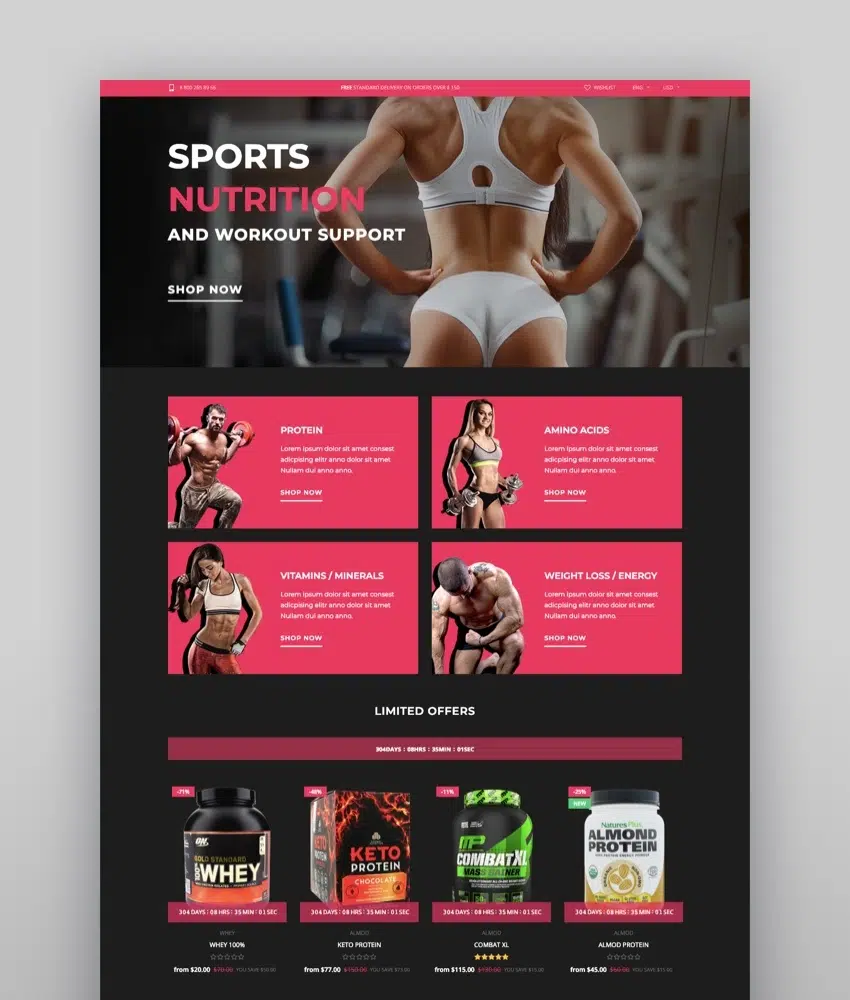 FREE STANDARD DELIVERY ON ORDERS OVER $ 150
WISHLIST
ENG
USD
SPORTS
NUTRITION
AND WORKOUT SUPPORT
SHOP NOW
PROTEIN
Lorem ipsum dolor sit amet consest
adicpising elitr anno dolor sit amet
Nullam dui anno anno.
SHOP NOW
AMINO ACIDS
Lorem ipsum dolor sit amet consest
adicpising elitr anno dolor sit amet
Nullam dui anno anno.
SHOP NOW
VITAMINS / MINERALS
Lorem ipsum dolor sit amet consest
adicpising elitr anno dolor sit amet
Nullam dui anno anno.
SHOP NOW
WEIGHT LOSS / ENERGY
Lorem ipsum dolor sit amet consest
adicpising elitr anno dolor sit amet
Nullam dui anno anno.
SHOP NOW
LIMITED OFFERS
304DAYS : 08HRS : 35MIN : 01SEC
-71%
ON
GOLD STANDARD
100% WHEY
304 DAYS : 08 HRS : 35 MIN : 01 SEC
WHEY
WHEY 100%
from $20.00 $70.00 YOU SAVE $50.00
-48%
KETO
PROTEIN
CHOCOLATE
304 DAYS : 08 HRS : 35 MIN : 01 SEC
ALMOD
KETO PROTEIN
from $77.00 $150.00 YOU SAVE $73.00
-11%
MP
COMBAT XL
MASS GAINER
304 DAYS : 08 HRS : 35 MIN : 01 SEC
ALMOD
COMBAT XL
from $115.00 $130.00 YOU SAVE $15.00
-25%
NEW
NaturesPlus
ALMOND
PROTEIN
304 DAYS : 08 HRS : 35 MIN : 01 SEC
ALMOD
ALMOD PROTEIN
from $45.00 $60.00 YOU SAVE $15.00